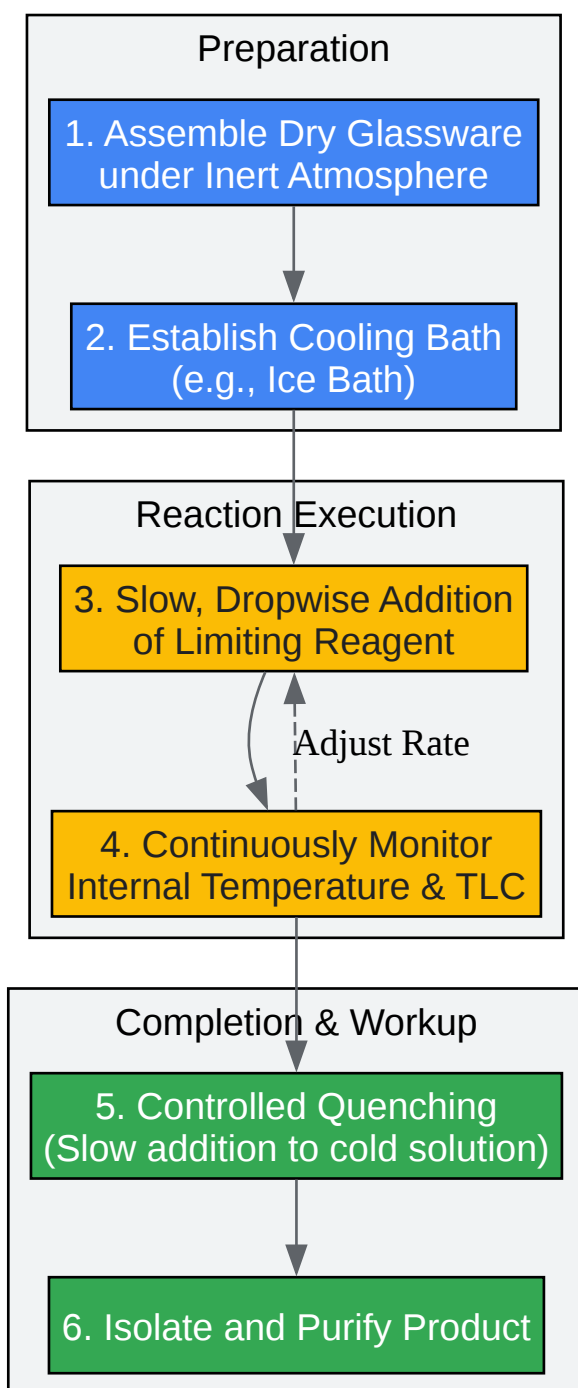 Preparation
1. Assemble Dry Glassware
under Inert Atmosphere
2. Establish Cooling Bath
(e.g., Ice Bath)
Reaction Execution
3. Slow, Dropwise Addition
of Limiting Reagent
Adjust Rate
4. Continuously Monitor
Internal Temperature & TLC
Completion & Workup
5. Controlled Quenching
(Slow addition to cold solution)
6. Isolate and Purify Product